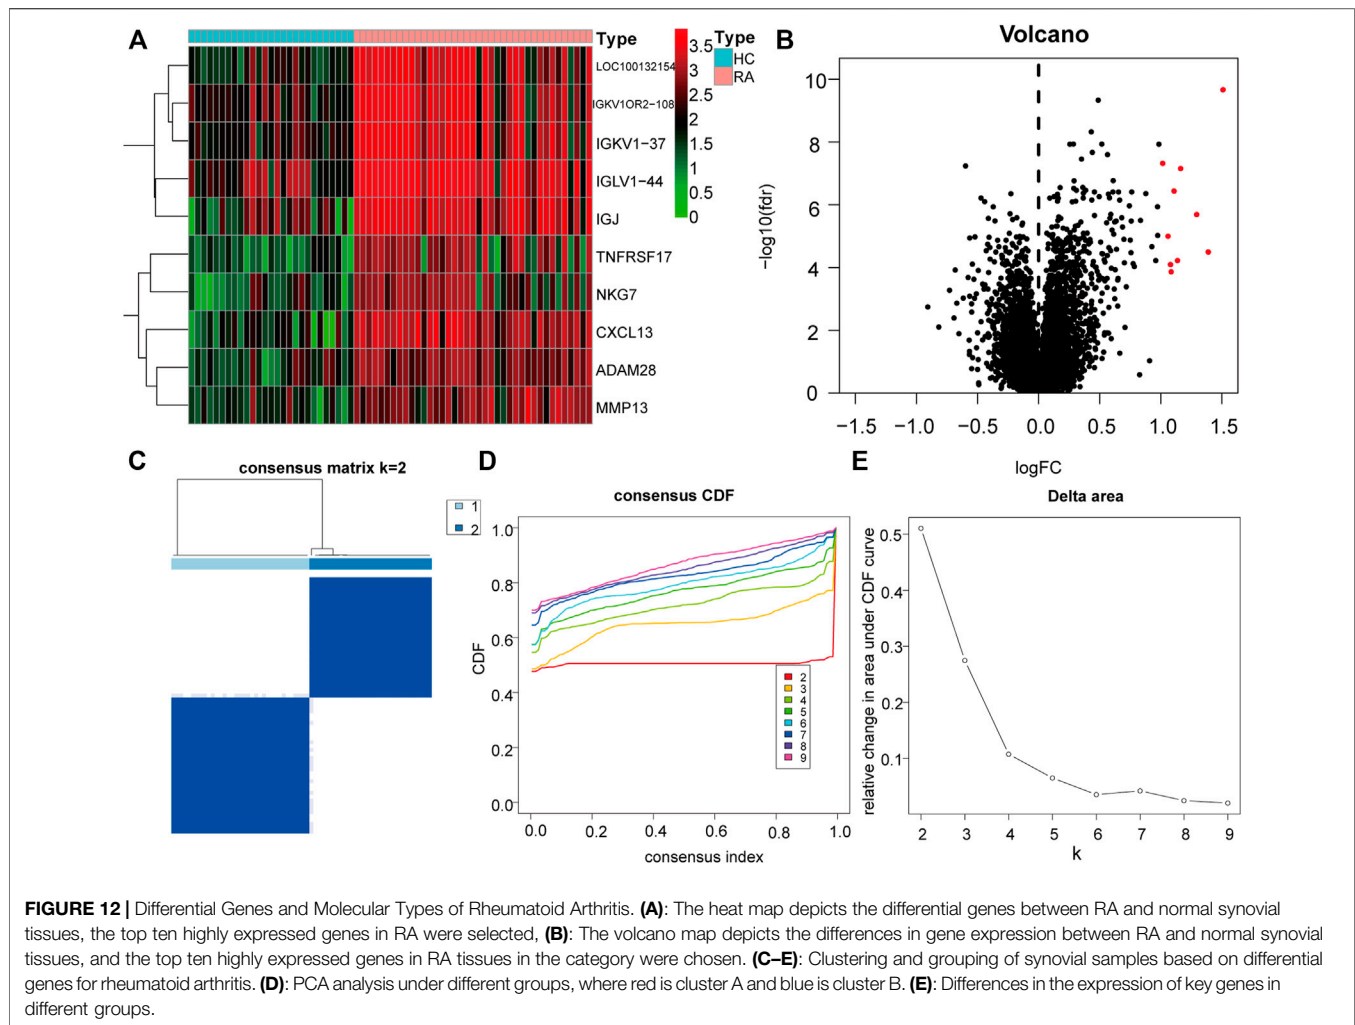 A
Type
LOC100132154
IGKV1OR2−108
IGKV1−37
IGLV1−44
IGJ
TNFRSF17
NKG7
CXCL13
ADAM28
MMP13
3.5
3
2.5
2
1.5
1
0.5
0
Type
HC
RA
B
Volcano
−log10(fdr)
10
8
6
4
2
0
−1.5 −1.0 −0.5 0.0 0.5 1.0 1.5
logFC
C
consensus matrix k=2
1
2
D
consensus CDF
CDF
1.0
0.8
0.6
0.4
0.2
0.0
2
3
4
5
6
7
8
9
0.0 0.2 0.4 0.6 0.8 1.0
consensus index
E
Delta area
relative change in area under CDF curve
0.5
0.4
0.3
0.2
0.1
2 3 4 5 6 7 8 9
k
FIGURE 12 | Differential Genes and Molecular Types of Rheumatoid Arthritis. (A): The heat map depicts the differential genes between RA and normal synovial
tissues, the top ten highly expressed genes in RA were selected, (B): The volcano map depicts the differences in gene expression between RA and normal synovial
tissues, and the top ten highly expressed genes in RA tissues in the category were chosen. (C–E): Clustering and grouping of synovial samples based on differential
genes for rheumatoid arthritis. (D): PCA analysis under different groups, where red is cluster A and blue is cluster B. (E): Differences in the expression of key genes in
different groups.